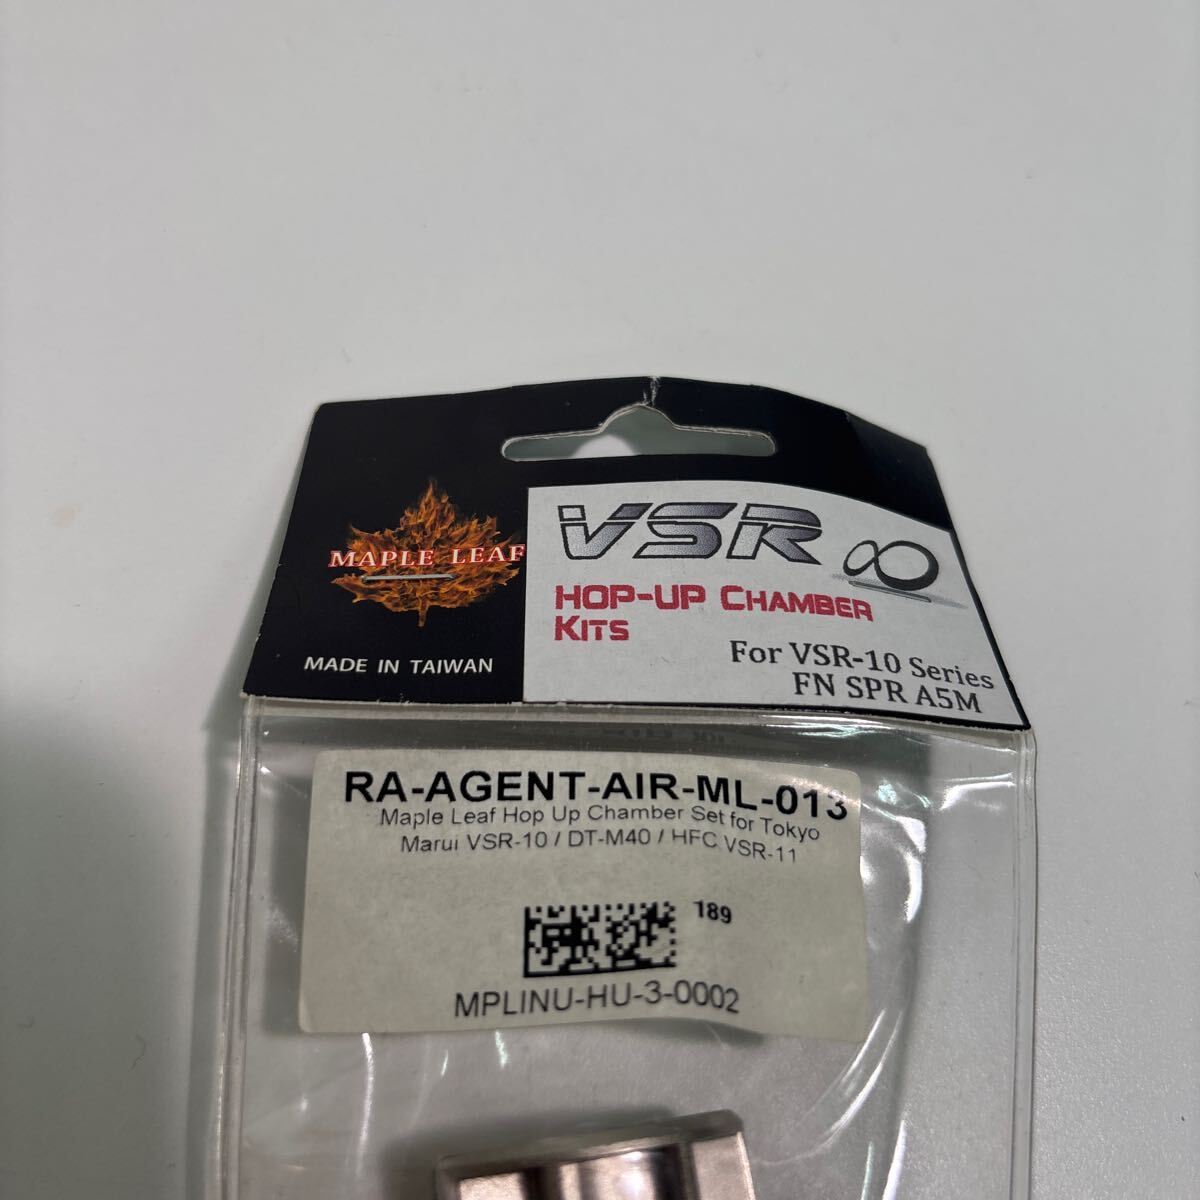 MAPLE LEAF
MADE IN TAIWAN
VSR
HOP-UP CHAMBER
KITS
For VSR-10 Series
FN SPR A5M
RA-AGENT-AIR-ML-013
Maple Leaf Hop Up Chamber Set for Tokyo
Marui VSR-10 / DT-M40 / HFC VSR-11
189
MPLINU-HU-3-0002